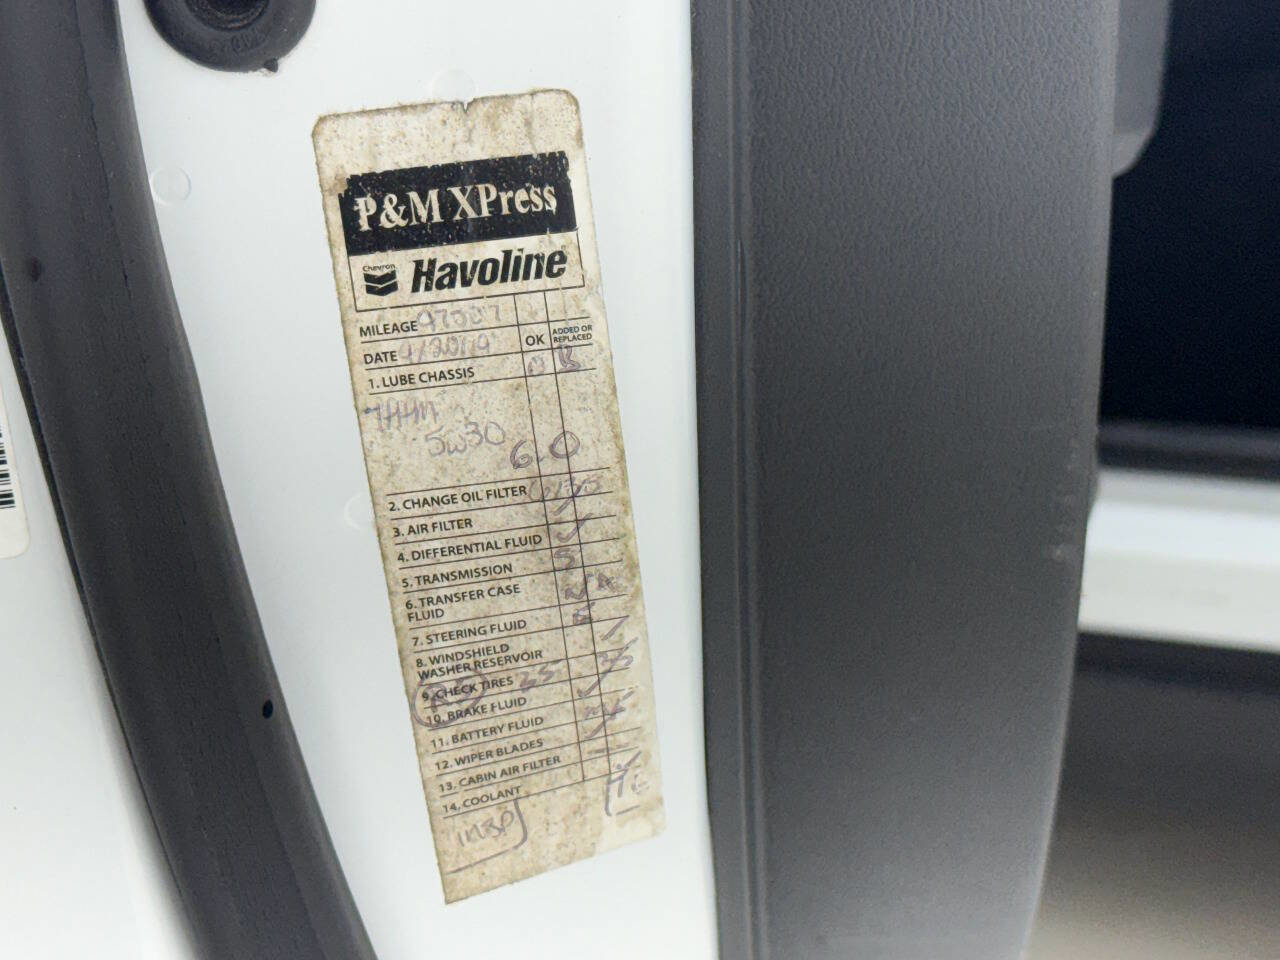 P&M XPress
Chevron
Havoline
MILEAGE
DATE
OK
ADDED OR REPLACED
1. LUBE CHASSIS
5W30
6.0
2. CHANGE OIL FILTER
3. AIR FILTER
4. DIFFERENTIAL FLUID
5. TRANSMISSION
6. TRANSFER CASE
FLUID
7. STEERING FLUID
8. WINDSHIELD
WASHER RESERVOIR
9. CHECK TIRES 35
10. BRAKE FLUID
11. BATTERY FLUID
12. WIPER BLADES
13. CABIN AIR FILTER
14. COOLANT